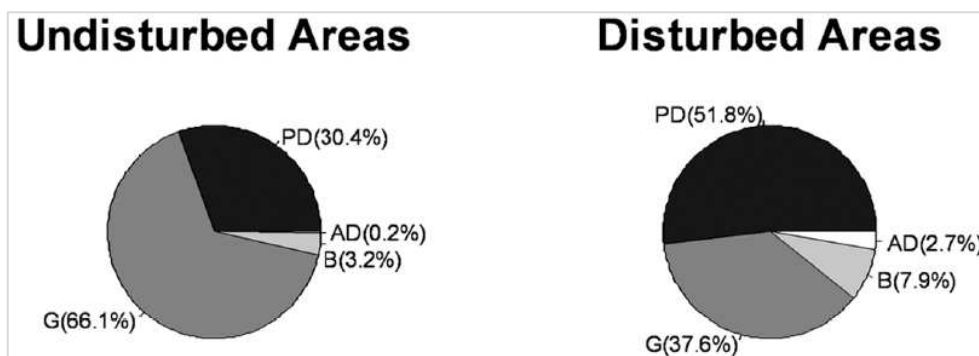 Undisturbed Areas
PD(30.4%)
AD(0.2%)
B(3.2%)
G(66.1%)
Disturbed Areas
PD(51.8%)
AD(2.7%)
B(7.9%)
G(37.6%)